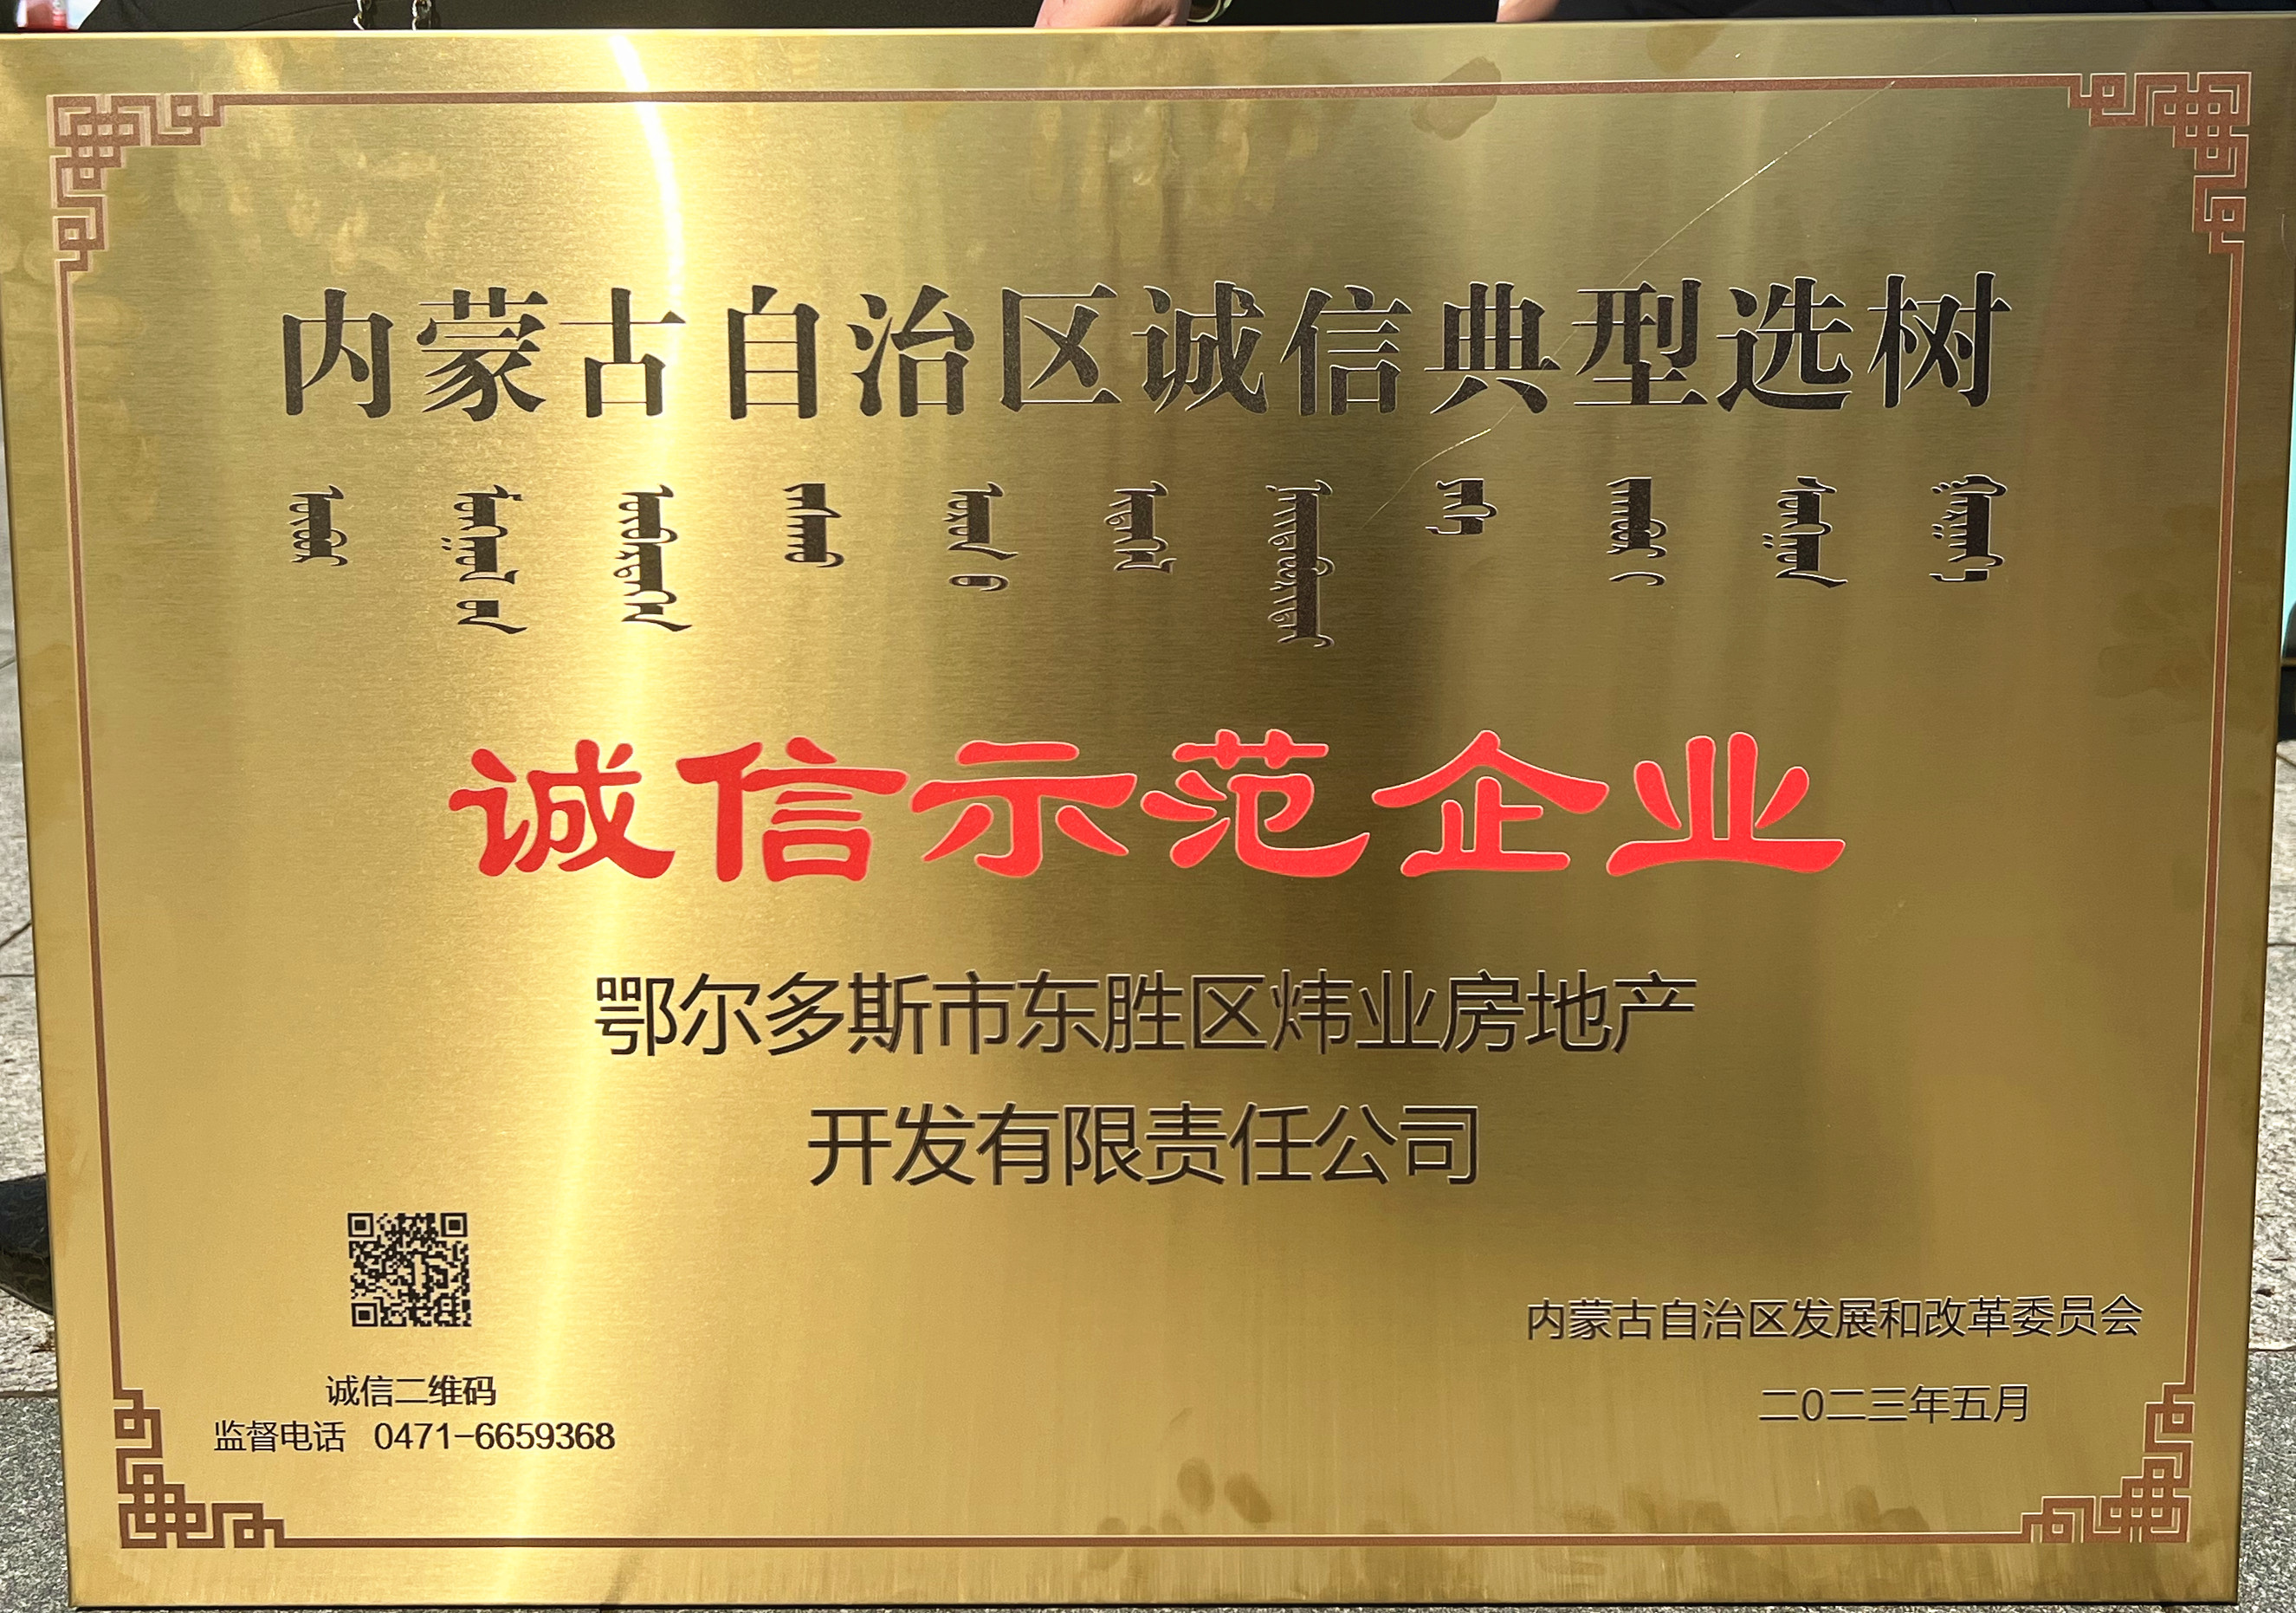 内蒙古自治区诚信典型选树
诚信示范企业
鄂尔多斯市东胜区炜业房地产
开发有限责任公司
诚信二维码
监督电话 0471-6659368
内蒙古自治区发展和改革委员会
二0二三年五月